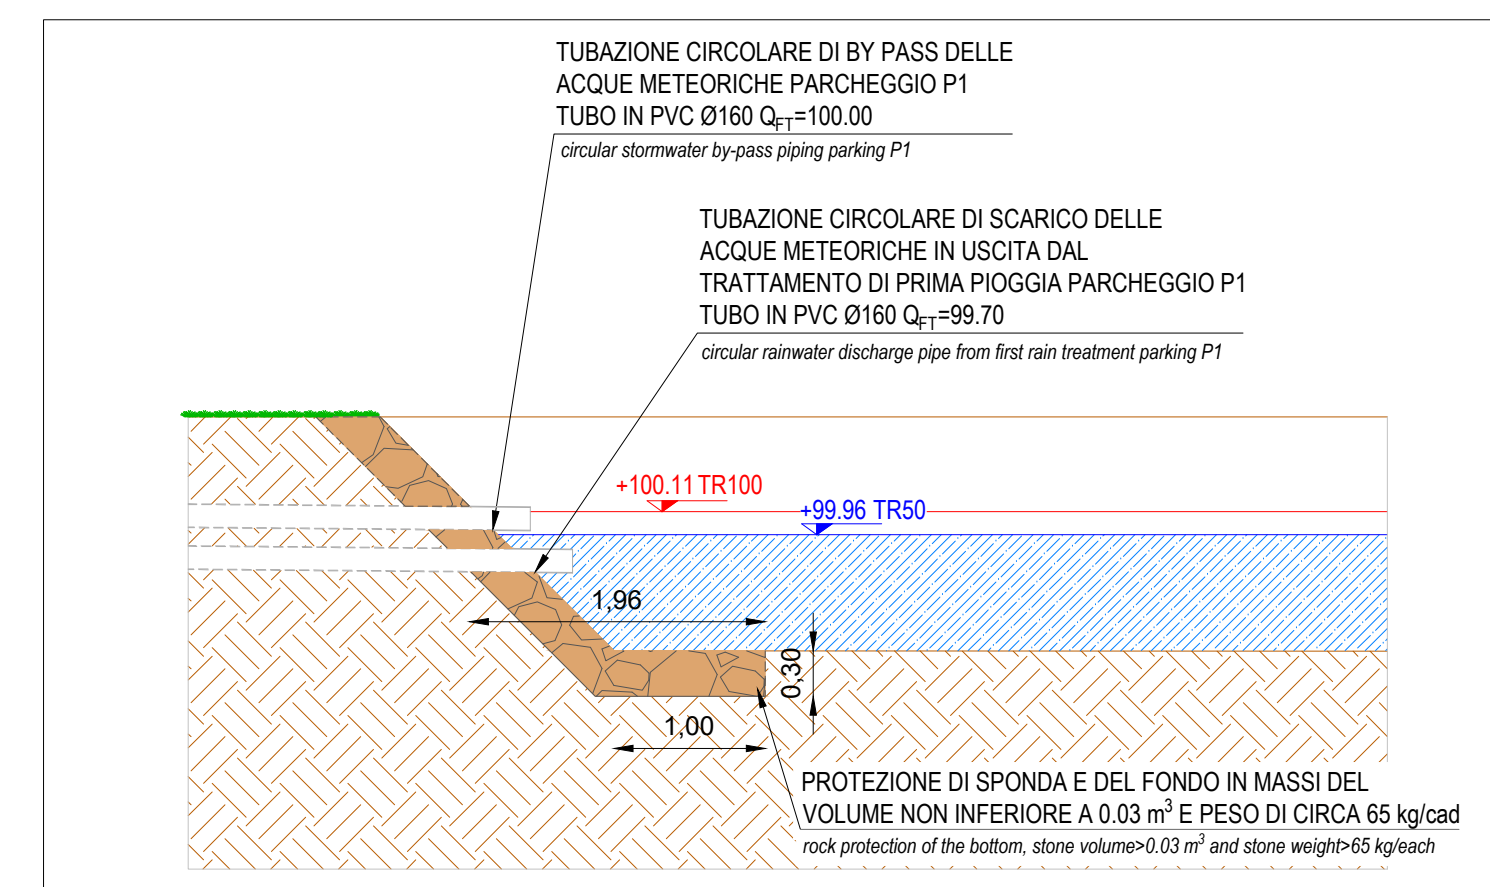 TUBAZIONE CIRCOLARE DI BY PASS DELLE
ACQUE METEORICHE PARCHEGGIO P1
TUBO IN PVC Ø160 Q_FT=100.00
circular stormwater by-pass piping parking P1
TUBAZIONE CIRCOLARE DI SCARICO DELLE
ACQUE METEORICHE IN USCITA DAL
TRATTAMENTO DI PRIMA PIOGGIA PARCHEGGIO P1
TUBO IN PVC Ø160 Q_FT=99.70
circular rainwater discharge pipe from first rain treatment parking P1
+100.11 TR100
+99.96 TR50
1,96
0,30
1,00
PROTEZIONE DI SPONDA E DEL FONDO IN MASSI DEL
VOLUME NON INFERIORE A 0.03 m³ E PESO DI CIRCA 65 kg/cad
rock protection of the bottom, stone volume>0.03 m³ and stone weight>65 kg/each